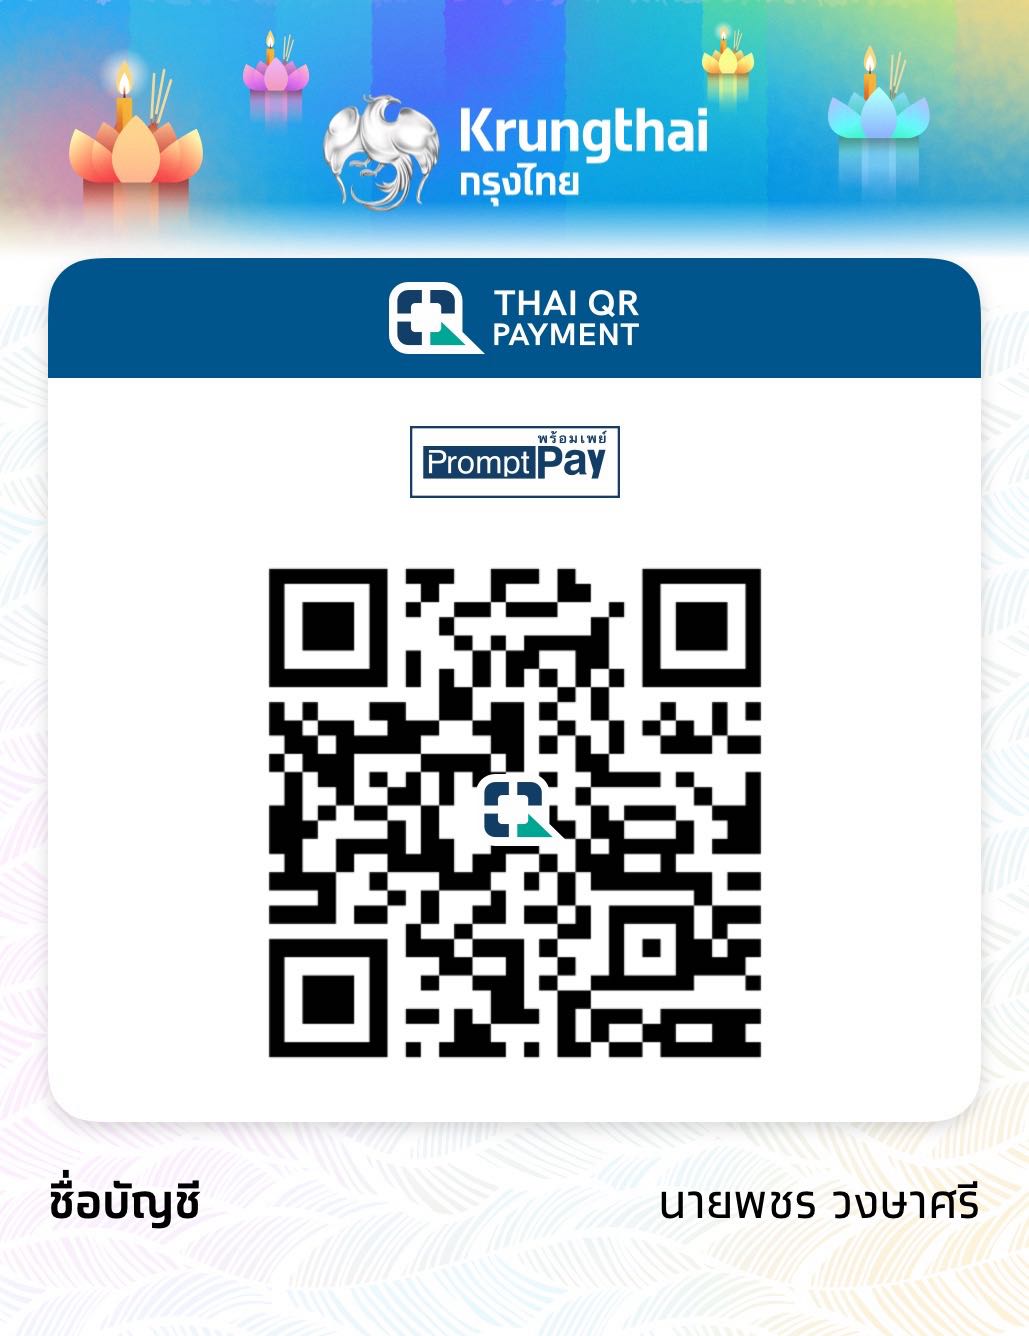 Krungthai
กรุงไทย
THAI QR
PAYMENT
พร้อมเพย์
PromptPay
ชื่อบัญชี นายพชร วงษาศรี